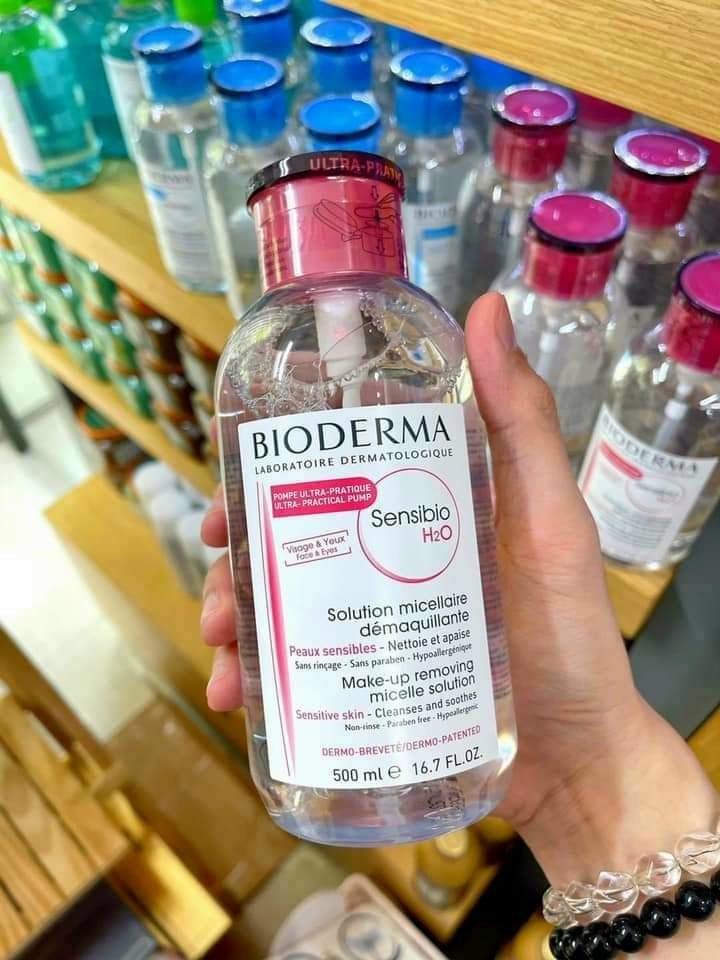 ULTRA-PRATIC
BIODERMA
LABORATOIRE DERMATOLOGIQUE
POMPE ULTRA-PRATIQUE
ULTRA-PRACTICAL PUMP
Sensibio
H2O
Visage & Yeux
Face & Eyes
Solution micellaire
démaquillante
Peaux sensibles - Nettoie et apaise
Sans rinçage - Sans paraben - Hypoallergénique
Make-up removing
micelle solution
Sensitive skin - Cleanses and soothes
Non-rinse - Paraben free - Hypoallergenic
DERMO-BREVETÉ/DERMO-PATENTED
500 ml e 16.7 FL.OZ.
BIODERMA
Sensibio